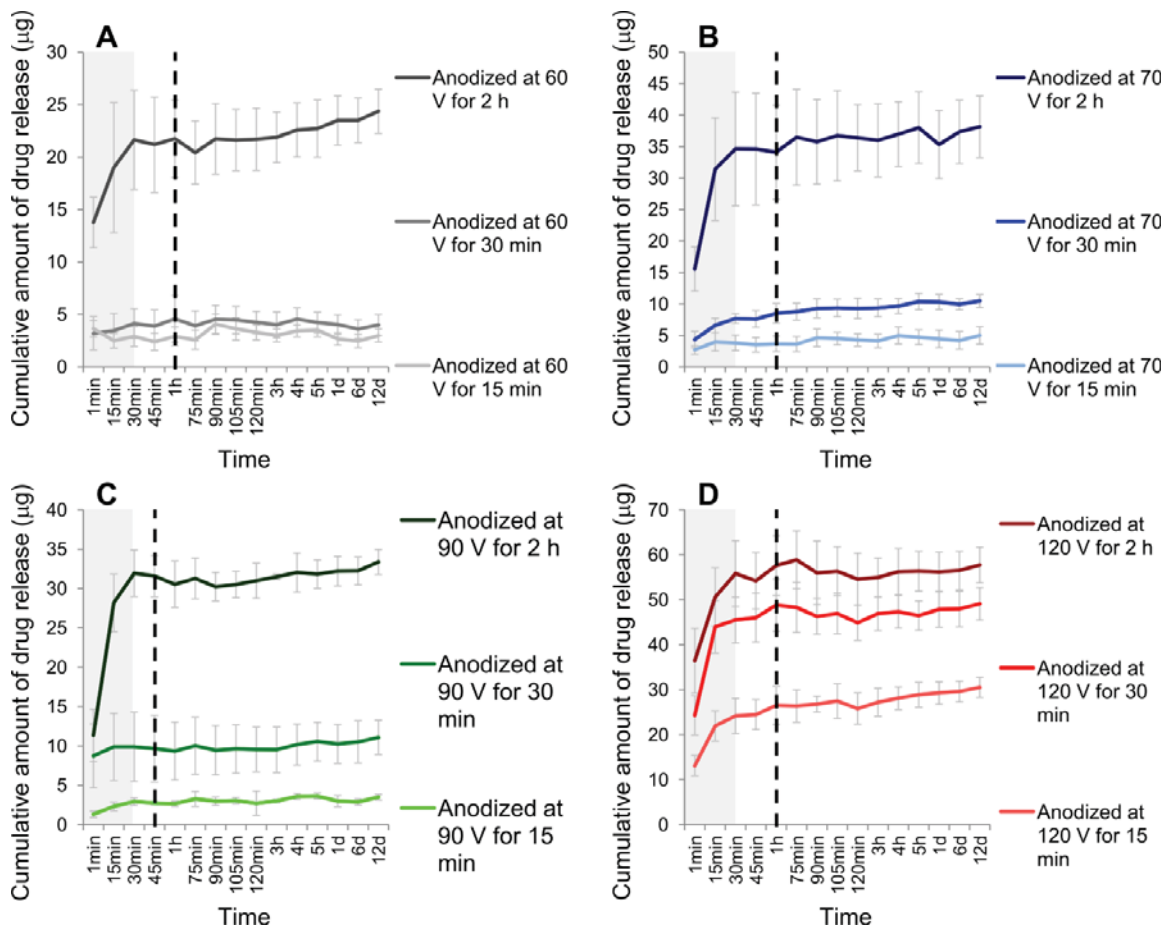 A
Cumulative amount of drug release (µg)
30
25
20
15
10
5
0
1min
15min
30min
45min
1h
75min
90min
105min
120min
3h
4h
5h
1d
6d
12d
Time
Anodized at 60
V for 2 h
Anodized at 60
V for 30 min
Anodized at 60
V for 15 min
B
Cumulative amount of drug release (µg)
50
45
40
35
30
25
20
15
10
5
0
1min
15min
30min
45min
1h
75min
90min
105min
120min
3h
4h
5h
1d
6d
12d
Time
Anodized at 70
V for 2 h
Anodized at 70
V for 30 min
Anodized at 70
V for 15 min
C
Cumulative amount of drug release (µg)
40
35
30
25
20
15
10
5
0
1min
15min
30min
45min
1h
75min
90min
105min
120min
3h
4h
5h
1d
6d
12d
Time
Anodized at
90 V for 2 h
Anodized at
90 V for 30
min
Anodized at
90 V for 15
min
D
Cumulative amount of drug release (µg)
70
60
50
40
30
20
10
0
1min
15min
30min
45min
1h
75min
90min
105min
120min
3h
4h
5h
1d
6d
12d
Time
Anodized at
120 V for 2 h
Anodized at
120 V for 30
min
Anodized at
120 V for 15
min